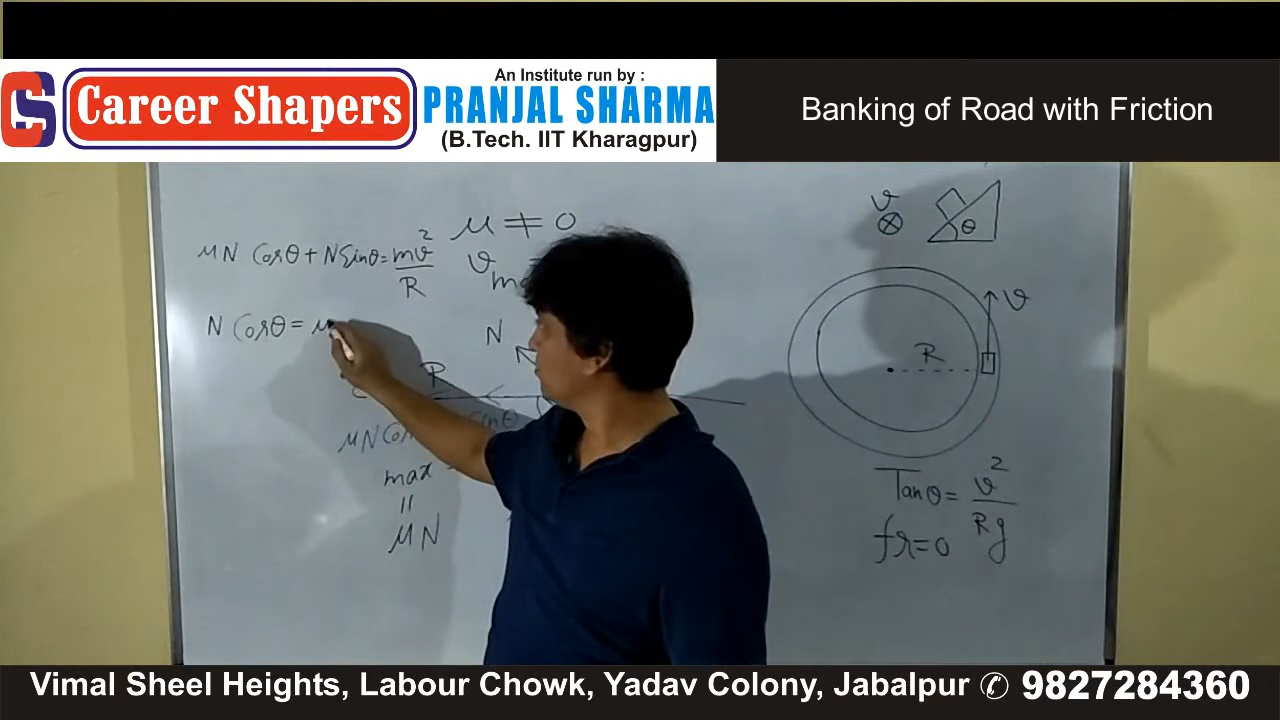 CS Career Shapers
An Institute run by :
PRANJAL SHARMA
(B.Tech. IIT Kharagpur)
Banking of Road with Friction
μN Cosθ + N Sinθ = mv²/R
μ ≠ 0
N Cosθ = μ
N
R
inθ
μN Cos
max
||
μN
v
θ
v
R
Tanθ = v²/Rg
fr = 0
Vimal Sheel Heights, Labour Chowk, Yadav Colony, Jabalpur ✆ 9827284360